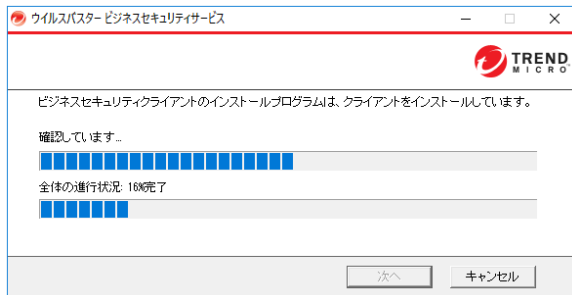 ウイルスバスター ビジネスセキュリティサービス
TREND
MICRO
ビジネスセキュリティクライアントのインストールプログラムは、クライアントをインストールしています。
確認しています...
全体の進行状況: 16%完了
次へ
キャンセル